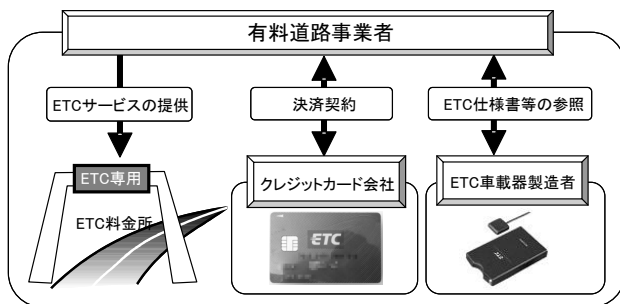 有料道路事業者
ETCサービスの提供
決済契約
ETC仕様書等の参照
ETC専用
ETC料金所
クレジットカード会社
ETC車載器製造者
ETC